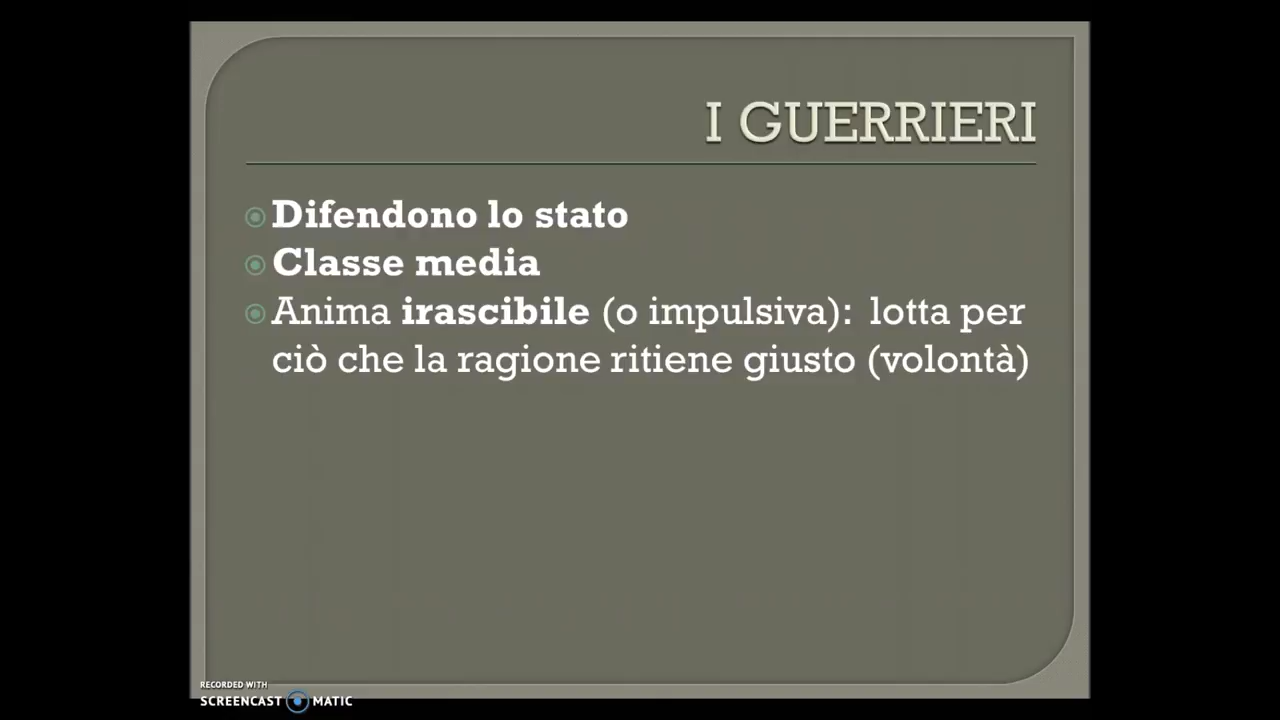 I GUERRIERI
Difendono lo stato
Classe media
Anima irascibile (o impulsiva): lotta per
ciò che la ragione ritiene giusto (volontà)
RECORDED WITH
SCREENCAST MATIC